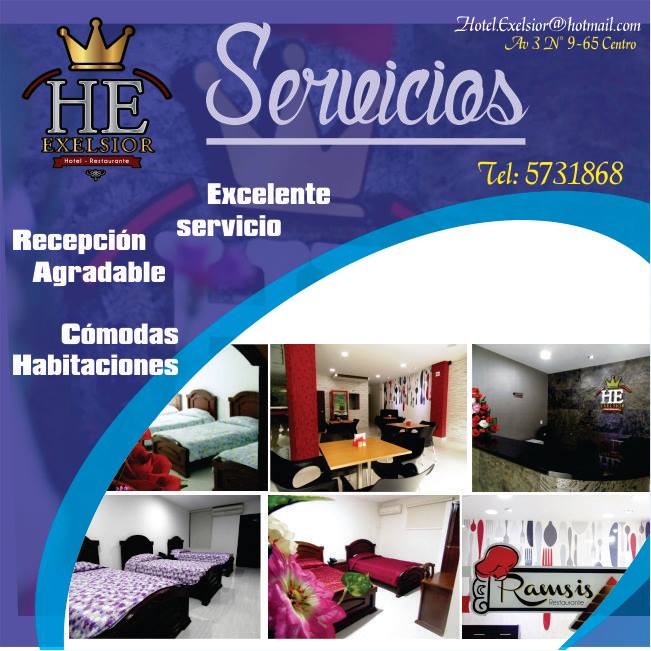 Hotel.Exelsior@hotmail.com
Av 3 N° 9-65 Centro
HE
EXELSIOR
Hotel - Restaurante
Servicios
Tel: 5731868
Excelente
servicio
Recepción
Agradable
Cómodas
Habitaciones
HE
EXELSIOR
Ramsis
Restaurante